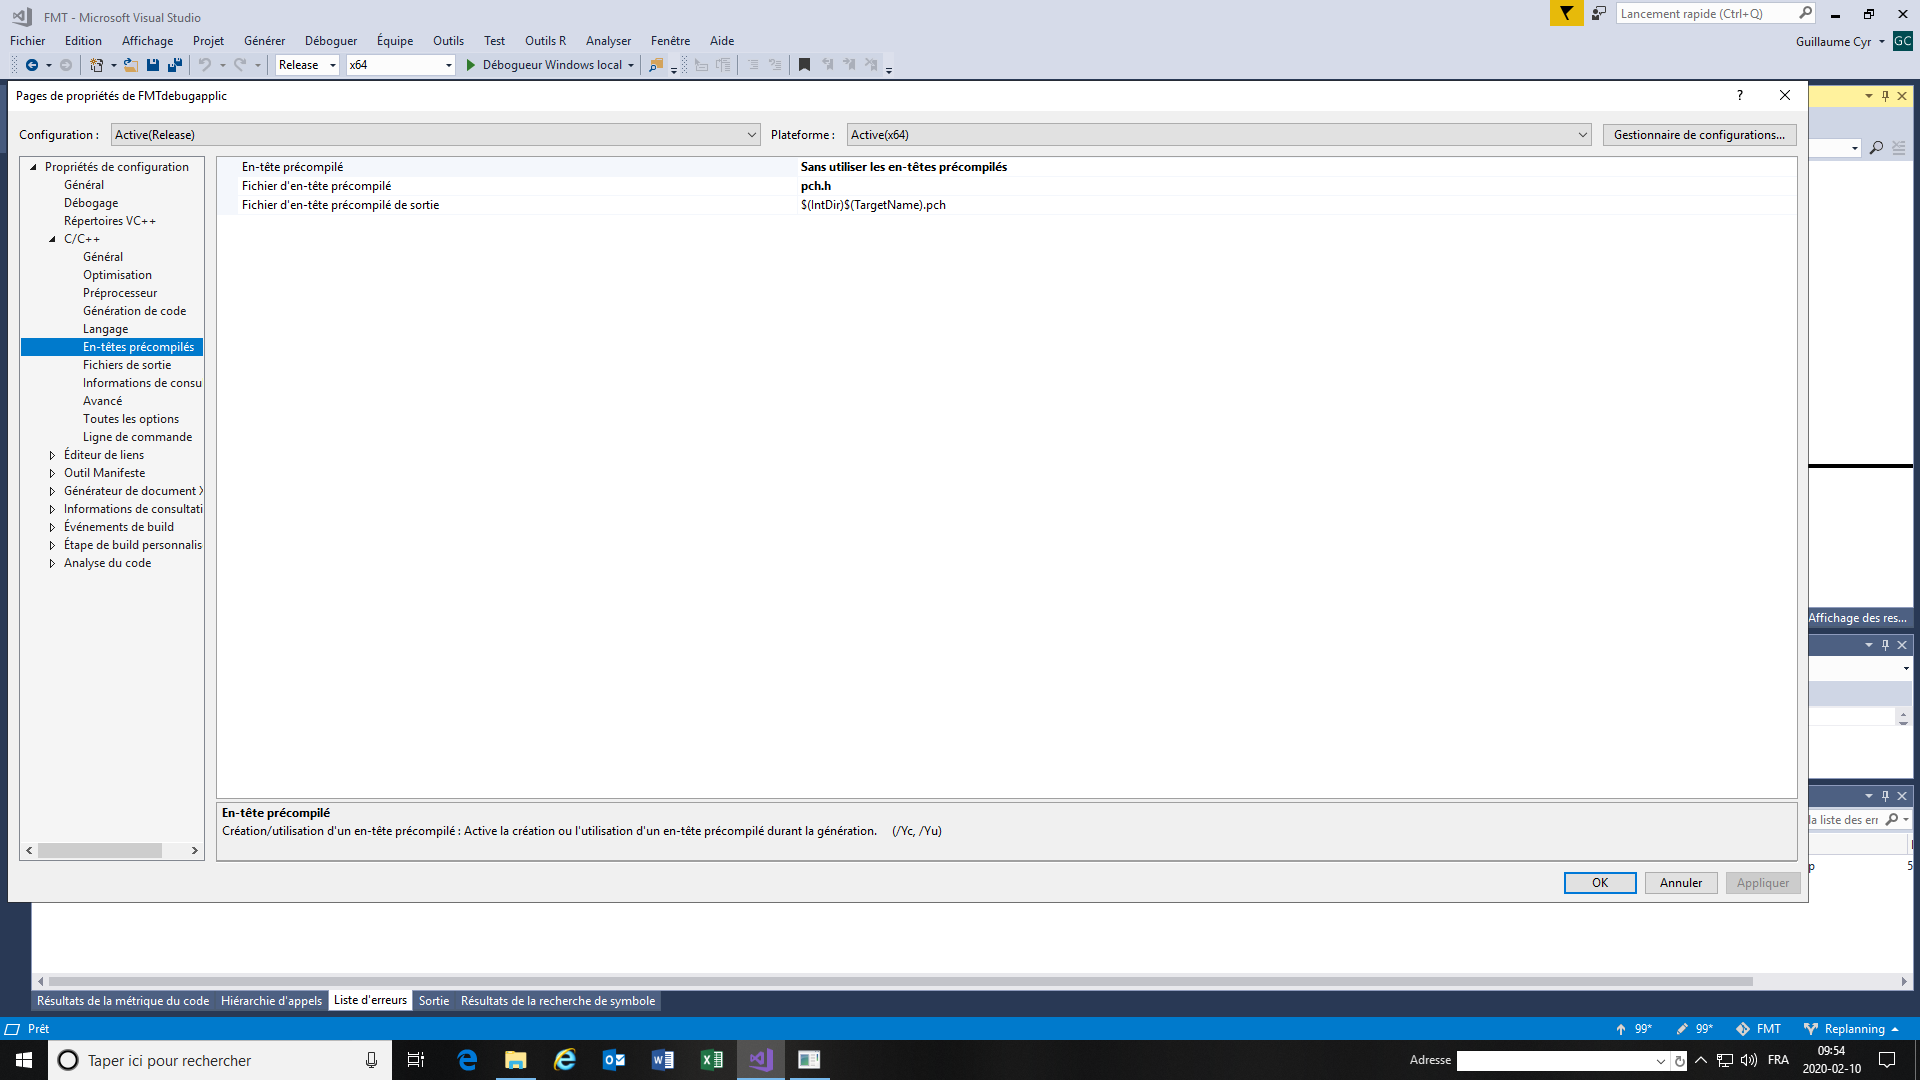 FMT - Microsoft Visual Studio
Lancement rapide (Ctrl+Q)
Fichier Edition Affichage Projet Générer Déboguer Équipe Outils Test Outils R Analyser Fenêtre Aide
Guillaume Cyr GC
Release x64 Débogueur Windows local
Pages de propriétés de FMTdebugapplic
?
Configuration : Active(Release) Plateforme : Active(x64) Gestionnaire de configurations...
Propriétés de configuration
Général
Débogage
Répertoires VC++
C/C++
Général
Optimisation
Préprocesseur
Génération de code
Langage
En-têtes précompilés
Fichiers de sortie
Informations de consu
Avancé
Toutes les options
Ligne de commande
Éditeur de liens
Outil Manifeste
Générateur de document X
Informations de consultati
Événements de build
Étape de build personnalis
Analyse du code
En-tête précompilé Sans utiliser les en-têtes précompilés
Fichier d'en-tête précompilé pch.h
Fichier d'en-tête précompilé de sortie $(IntDir)$(TargetName).pch
En-tête précompilé
Création/utilisation d'un en-tête précompilé : Active la création ou l'utilisation d'un en-tête précompilé durant la génération. (/Yc, /Yu)
OK Annuler Appliquer
Affichage des res...
la liste des err
p 5
Résultats de la métrique du code Hiérarchie d'appels Liste d'erreurs Sortie Résultats de la recherche de symbole
Prêt
99* 99* FMT Replanning
Taper ici pour rechercher
Adresse
FRA
09:54
2020-02-10